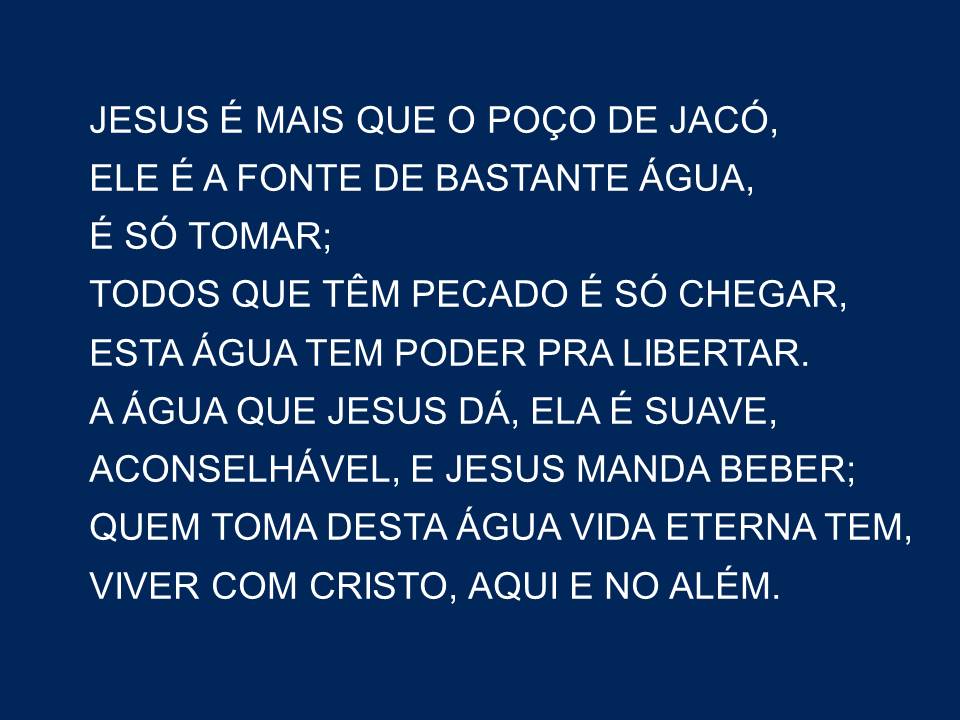 JESUS É MAIS QUE O POÇO DE JACÓ,
ELE É A FONTE DE BASTANTE ÁGUA,
É SÓ TOMAR;
TODOS QUE TÊM PECADO É SÓ CHEGAR,
ESTA ÁGUA TEM PODER PRA LIBERTAR.
A ÁGUA QUE JESUS DÁ, ELA É SUAVE,
ACONSELHÁVEL, E JESUS MANDA BEBER;
QUEM TOMA DESTA ÁGUA VIDA ETERNA TEM,
VIVER COM CRISTO, AQUI E NO ALÉM.